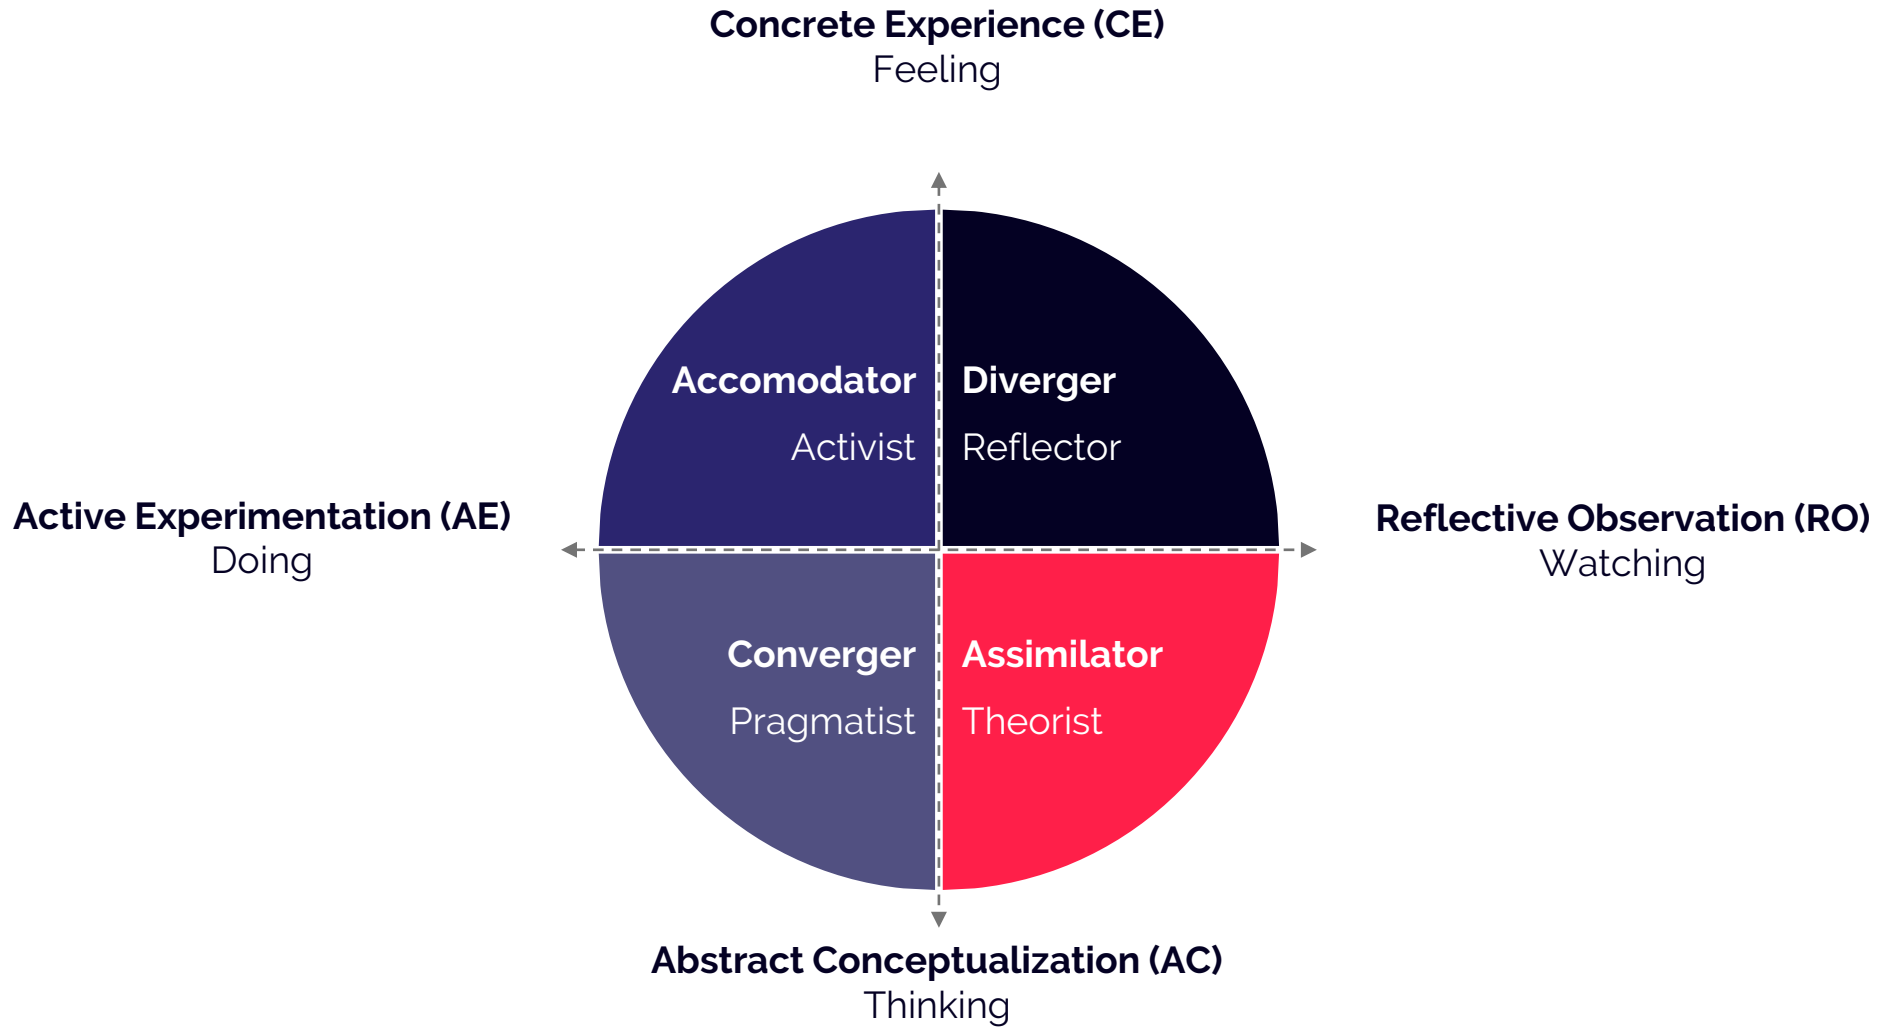 Concrete Experience (CE)
Feeling
Accomodator
Activist
Diverger
Reflector
Active Experimentation (AE)
Doing
Reflective Observation (RO)
Watching
Converger
Pragmatist
Assimilator
Theorist
Abstract Conceptualization (AC)
Thinking